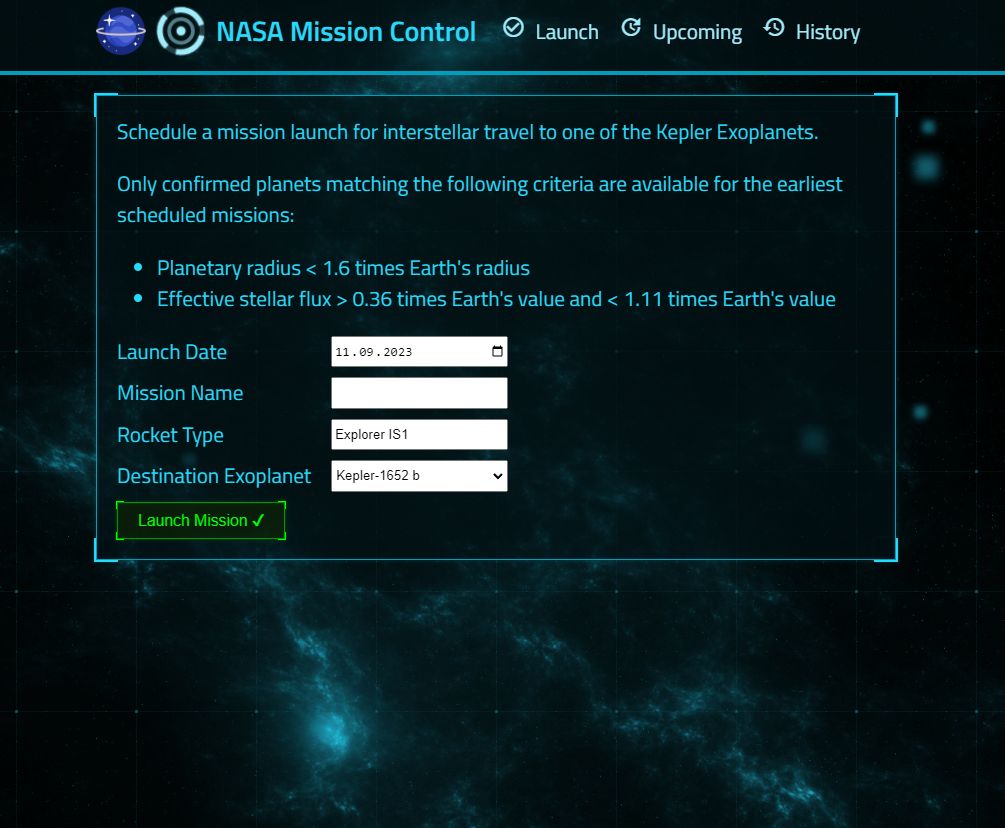 NASA Mission Control Launch Upcoming History
Schedule a mission launch for interstellar travel to one of the Kepler Exoplanets.
Only confirmed planets matching the following criteria are available for the earliest
scheduled missions:
Planetary radius < 1.6 times Earth's radius
Effective stellar flux > 0.36 times Earth's value and < 1.11 times Earth's value
Launch Date 11.09.2023
Mission Name
Rocket Type Explorer IS1
Destination Exoplanet Kepler-1652 b
Launch Mission ✓